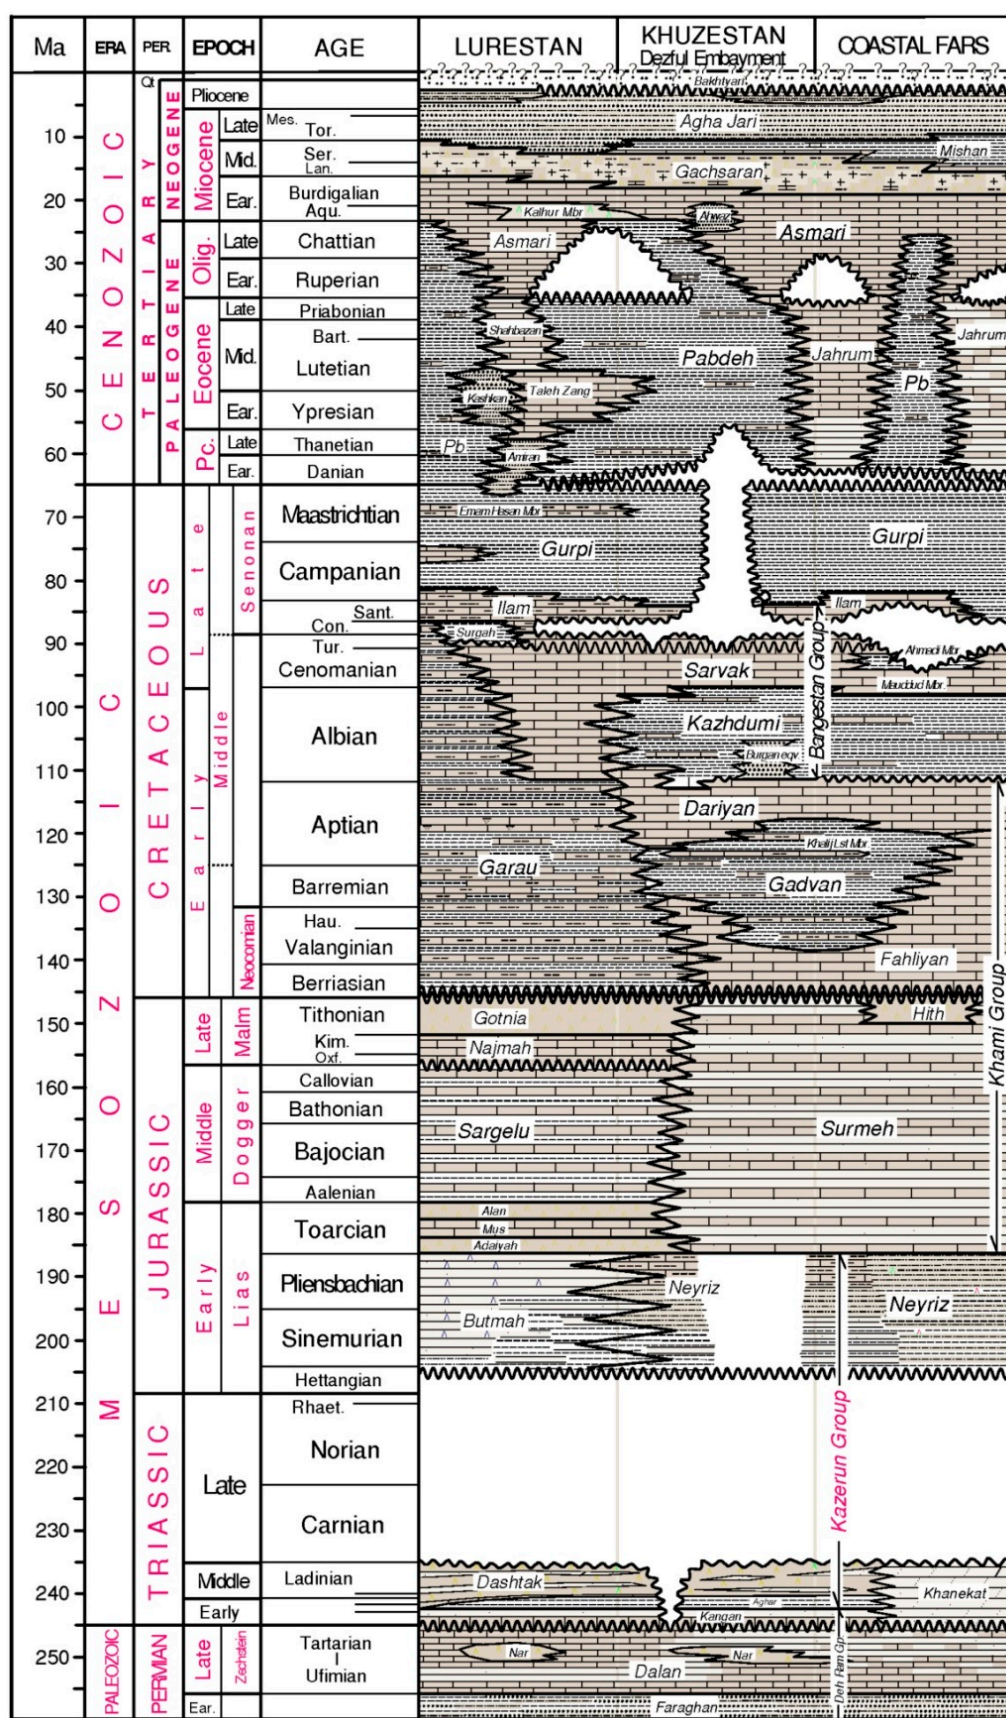 Ma ERA PER. EPOCH AGE LURESTAN KHUZESTAN Dezful Embayment COASTAL FARS
Qt
Bakhtyari
Pliocene
Mes.
Agha Jari
10 Late Tor.
Mishan
Mid. Ser.
Lan.
Gachsaran
Miocene
NEOGENE
20 Ear. Burdigalian
Aqu.
Kalhur Mbr
Ahwaz
Asmari
Asmari
Olig.
Late Chattian
30
Ear. Ruperian
CENOZOIC
TERTIARY
PALEOGENE
Late Priabonian
40 Bart.
Shahbazan
Jahrum
Eocene
Mid. Lutetian
Pabdeh
Jahrum
Pb
50
Kashkan
Taleh Zang
Ear. Ypresian
Pc.
Late Thanetian
Pb
60
Amiran
Ear. Danian
70 Maastrichtian
Emam Hasan Mbr
Gurpi
Gurpi
Late
Senonan
80 Campanian
Ilam
Ilam
Sant.
Con.
Surgah
90
Tur.
Ahmadi Mbr
Cenomanian
Sarvak
Mauddud Mbr.
Bangestan Group
100
Kazhdumi
CRETACEOUS
Middle
Albian
Burgan eqv.
110
Dariyan
120 Aptian
Khalij Lst Mbr
Early
Garau
Gadvan
130 Barremian
Hau.
Neocomian
Valanginian
140
Fahliyan
Berriasian
Khami Group
MESOZOIC
150 Tithonian
Gotnia
Hith
Late
Malm
Kim.
Najmah
Oxf.
160
Callovian
Bathonian
Middle
Dogger
Sargelu
Surmeh
170 Bajocian
JURASSIC
Aalenian
180
Alan
Toarcian
Mus
Adaiyah
190 Pliensbachian
Neyriz
Neyriz
Early
Lias
Butmah
200 Sinemurian
Hettangian
210
Rhaet.
Norian
220
Late
Kazerun Group
TRIASSIC
230 Carnian
Middle Ladinian
Dashtak
240
Khanekat
Aghar
Early
Kangan
PALEOZOIC
PERMIAN
Late
Zechstein
Tartarian
250
Nar
Nar
Ufimian
Dalan
Deh Ram Gp.
Ear.
Faraghan